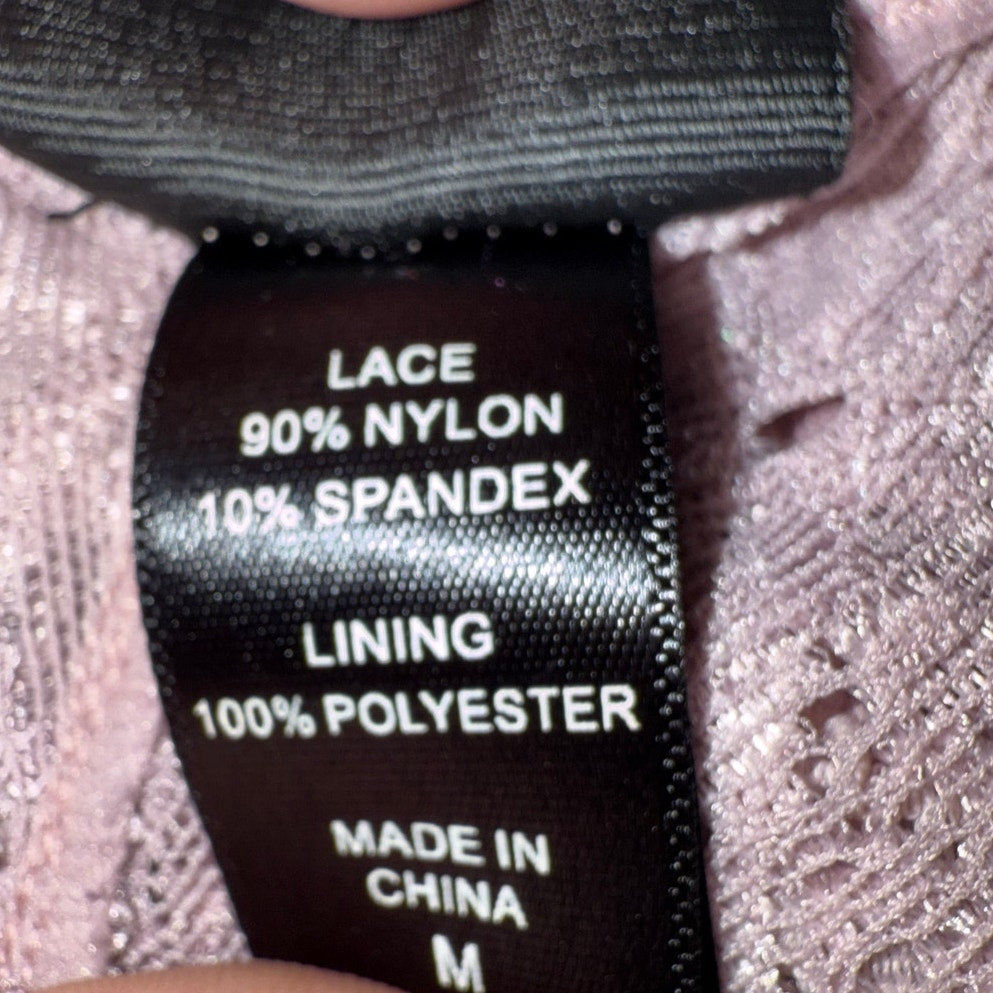 LACE
90% NYLON
10% SPANDEX
LINING
100% POLYESTER
MADE IN
CHINA
M